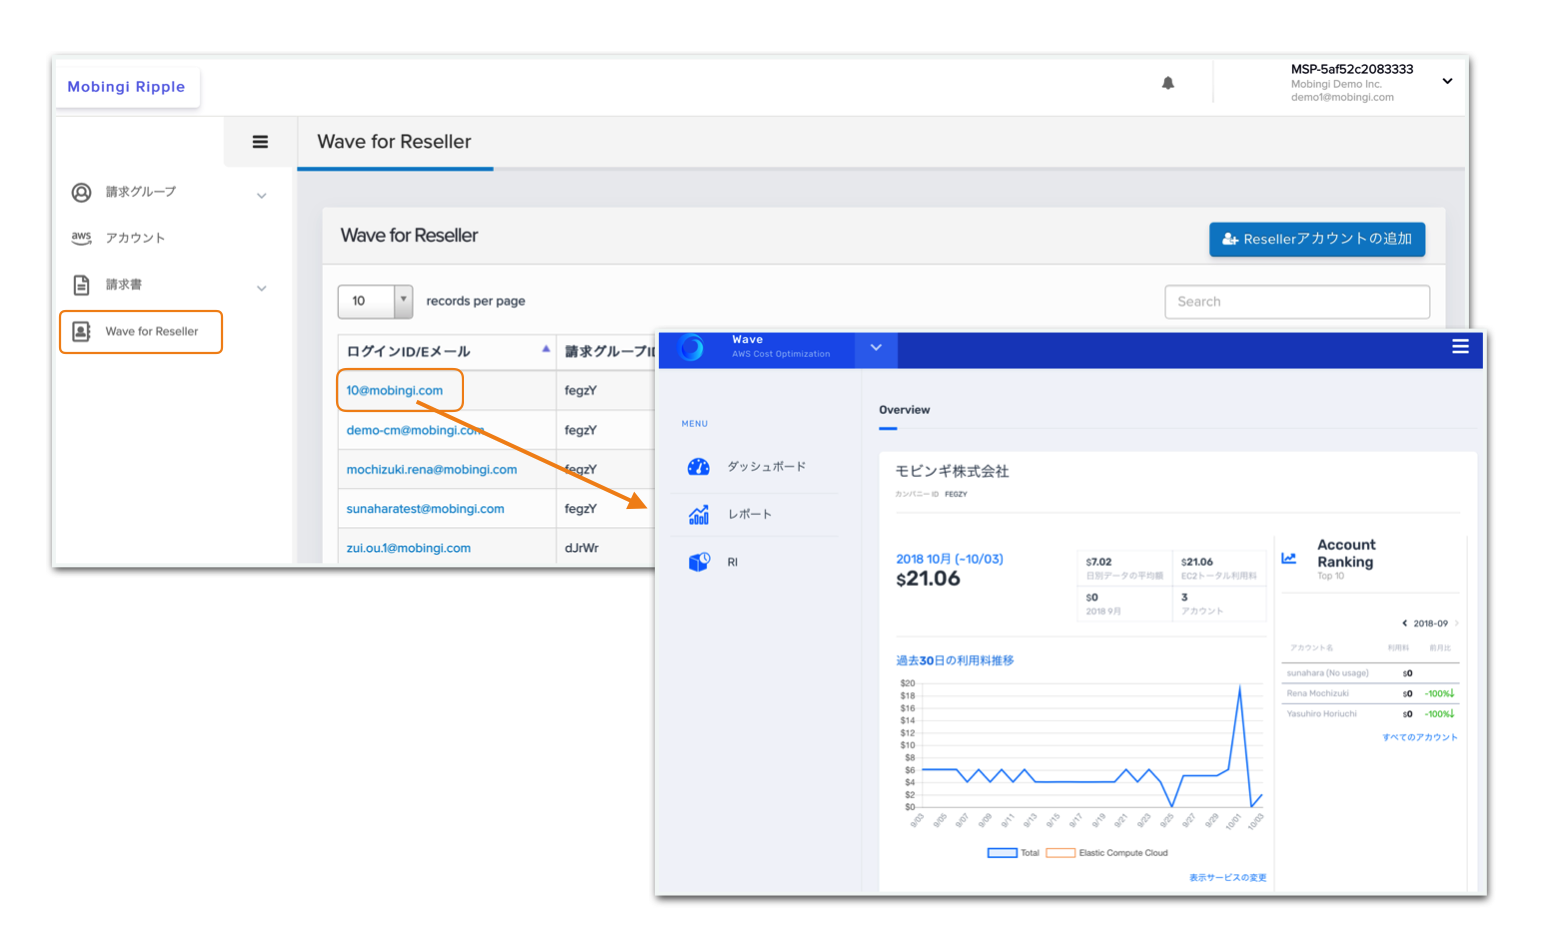 Mobingi Ripple
MSP-5af52c2083333
Mobingi Demo Inc.
demo1@mobingi.com
Wave for Reseller
請求グループ
アカウント
請求書
Wave for Reseller
Wave for Reseller
Resellerアカウントの追加
10
records per page
Search
ログインID/Eメール
請求グループID
10@mobingi.com
fegzY
demo-cm@mobingi.com
fegzY
mochizuki.rena@mobingi.com
fegzY
sunaharatest@mobingi.com
fegzY
zui.ou.1@mobingi.com
dJrWr
aws
Wave
AWS Cost Optimization
MENU
ダッシュボード
レポート
RI
Overview
モビンギ株式会社
カンパニー ID FEGZY
2018 10月 (~10/03)
$21.06
$7.02
日別データの平均額
$21.06
EC2トータル利用料
$0
2018 9月
3
アカウント
過去30日の利用料推移
$20
$18
$16
$14
$12
$10
$8
$6
$4
$2
$0
9/03
9/05
9/07
9/09
9/11
9/13
9/15
9/17
9/19
9/21
9/23
9/25
9/27
9/29
10/01
10/03
Total
Elastic Compute Cloud
表示サービスの変更
Account
Ranking
Top 10
2018-09
アカウント名 利用料 前月比
sunahara (No usage) $0
Rena Mochizuki $0 -100%↓
Yasuhiro Horiuchi $0 -100%↓
すべてのアカウント